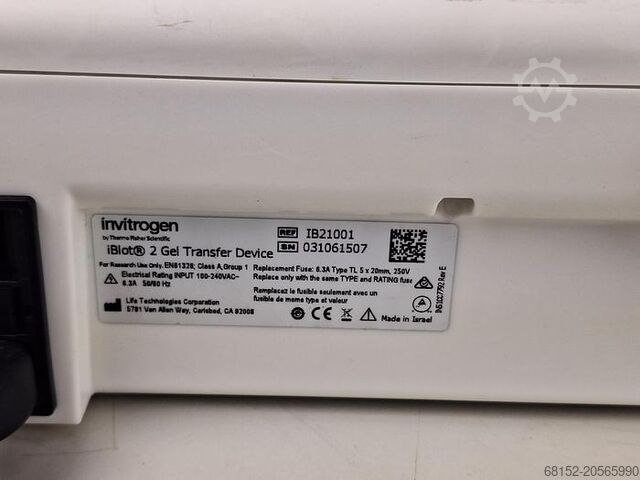 invitrogen
by Thermo Fisher Scientific
iBlot® 2 Gel Transfer Device
REF IB21001
SN 031061507
For Research Use Only. EN61326; Class A, Group 1
Electrical Rating INPUT 100-240VAC~
6.3A 50/60 Hz
Life Technologies Corporation
5781 Van Allen Way, Carlsbad, CA 92008
Replacement Fuse: 6.3A Type TL 5 x 20mm, 250V
Replace only with the same TYPE and RATING fuse
Remplacez le fusible seulement avec un
fusible de meme type et valeur
CE
Made in Israel
68152-20565990